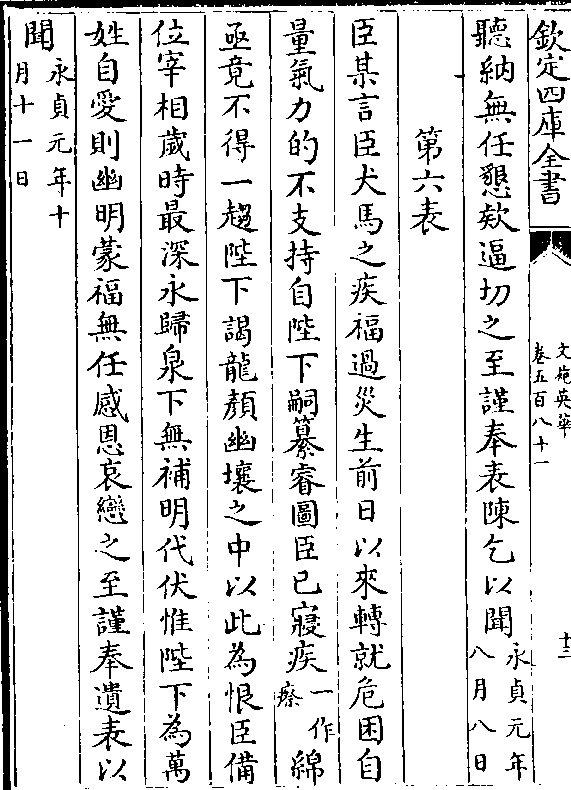 欽定四庫全書
文苑英華
卷五百八十一
十三
聽納無任懇欵逼切之至謹奉表陳乞以聞永貞元年八月八日
第六表
臣某言臣犬馬之疾福過災生前日以來轉就危困自
量氣力的不支持自陛下嗣纂睿圖臣已寢疾一作瘵綿
亟竟不得一趨陛下謁龍顔幽壤之中以此為恨臣備
位宰相歲時最深永歸泉下無補明代伏惟陛下為萬
姓自愛則幽明蒙福無任感恩哀戀之至謹奉遺表以
聞永貞元年十月十一日